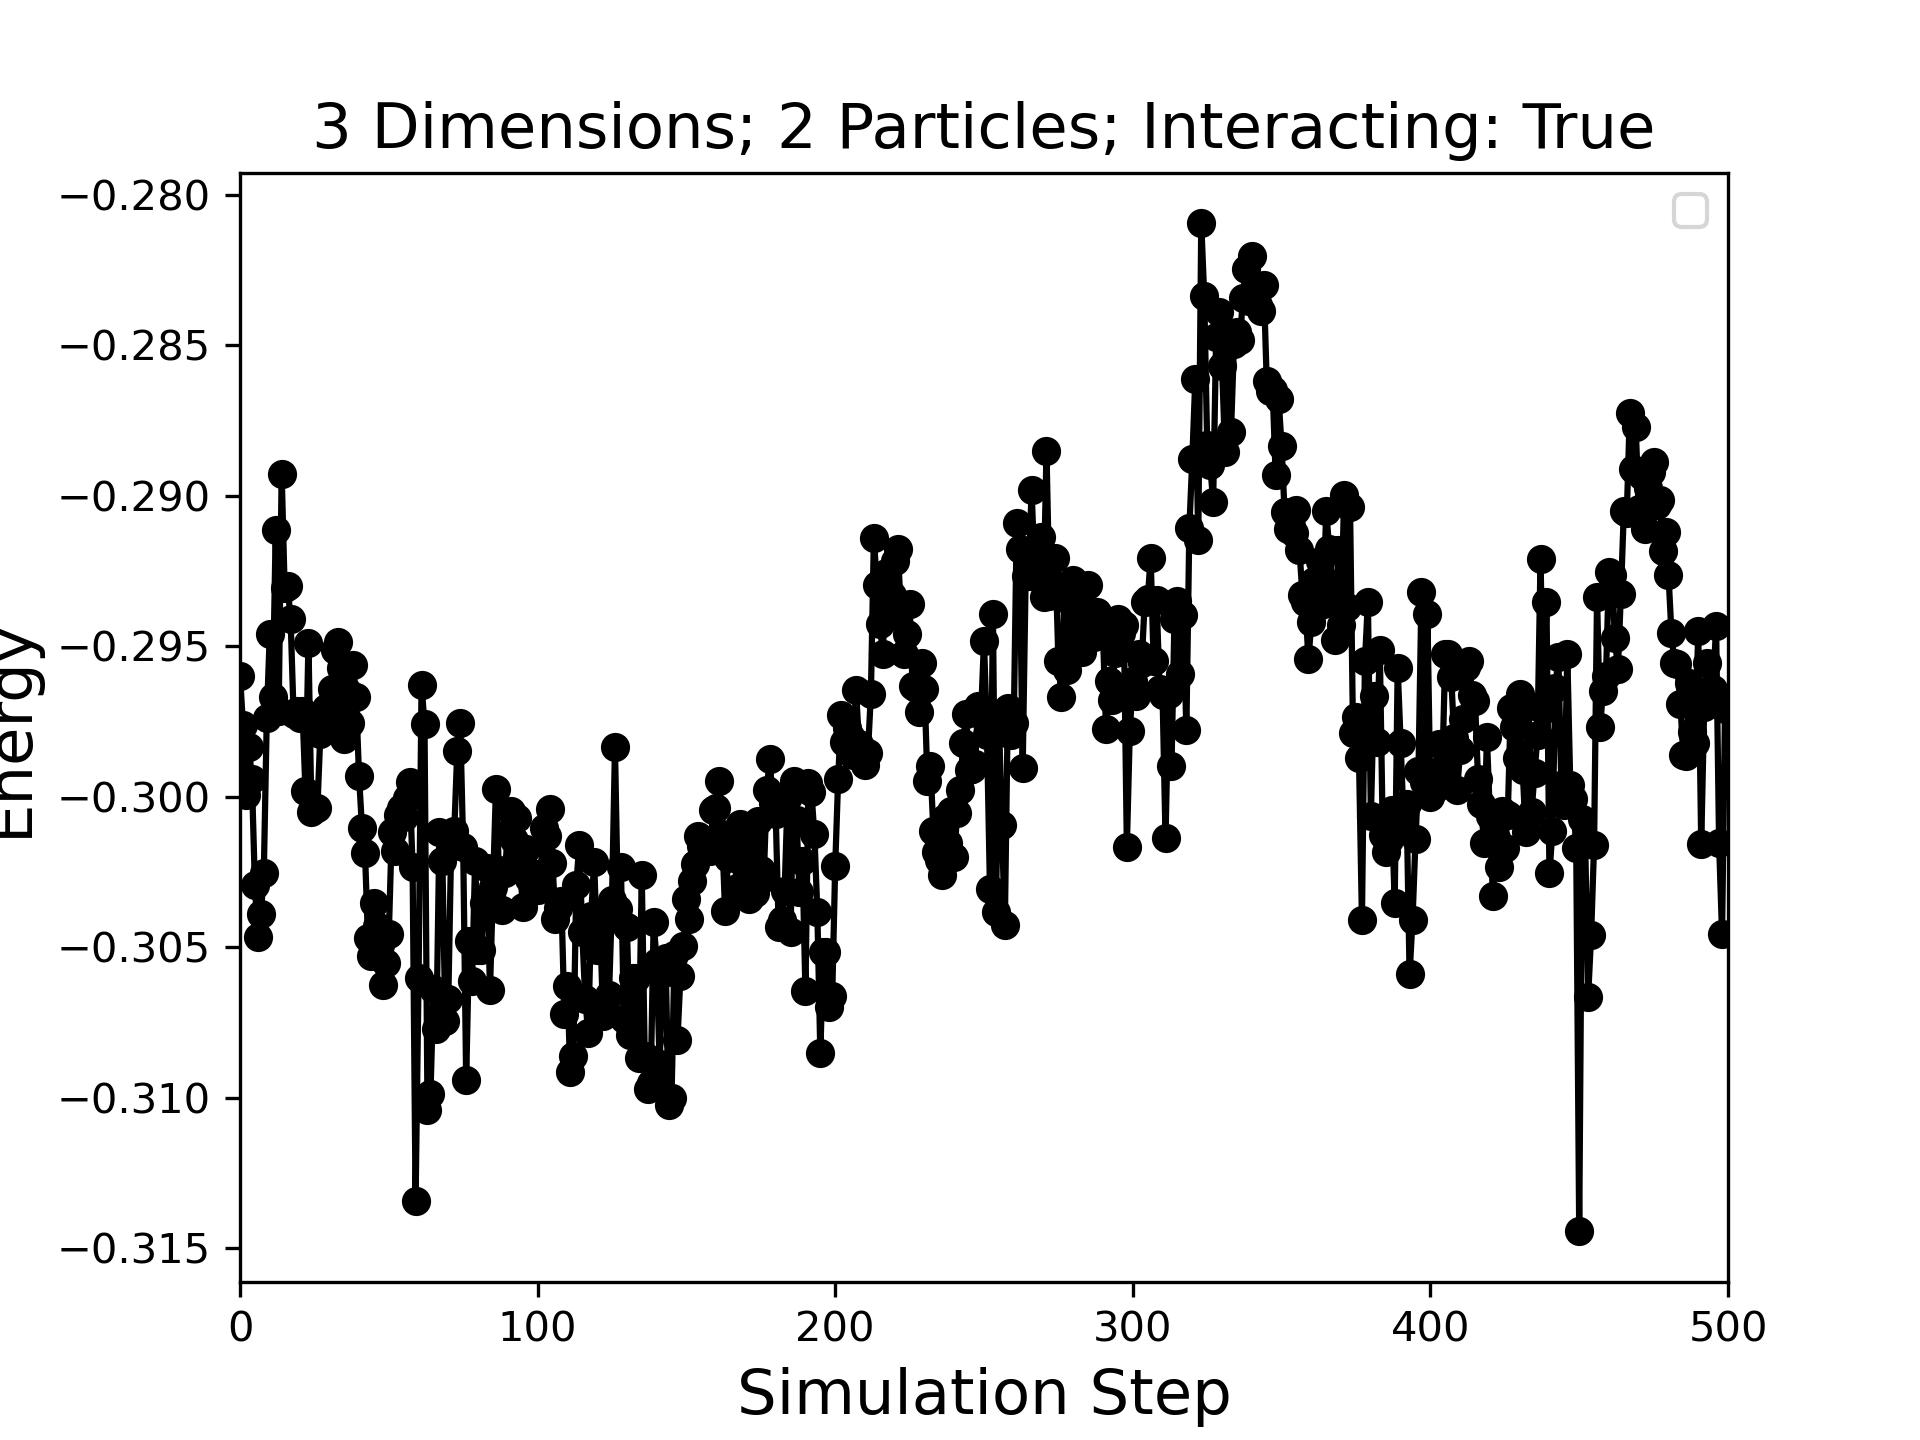 3 Dimensions; 2 Particles; Interacting: True
−0.280
−0.285
−0.290
−0.295
−0.300
−0.305
−0.310
−0.315
Energy
0 100 200 300 400 500
Simulation Step